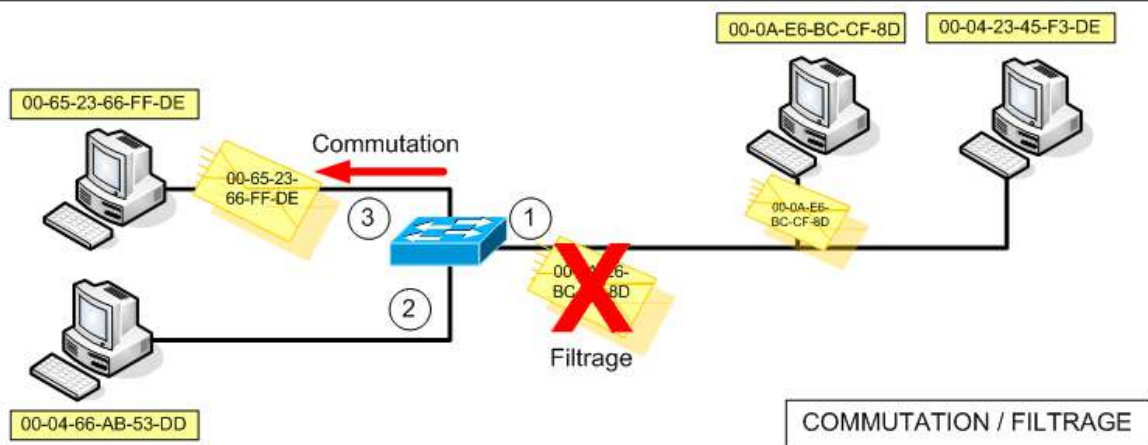 00-0A-E6-BC-CF-8D
00-04-23-45-F3-DE
00-65-23-66-FF-DE
Commutation
00-65-23-
66-FF-DE
3
1
00-0A-E6-
BC-CF-8D
2
Filtrage
00-04-66-AB-53-DD
COMMUTATION / FILTRAGE